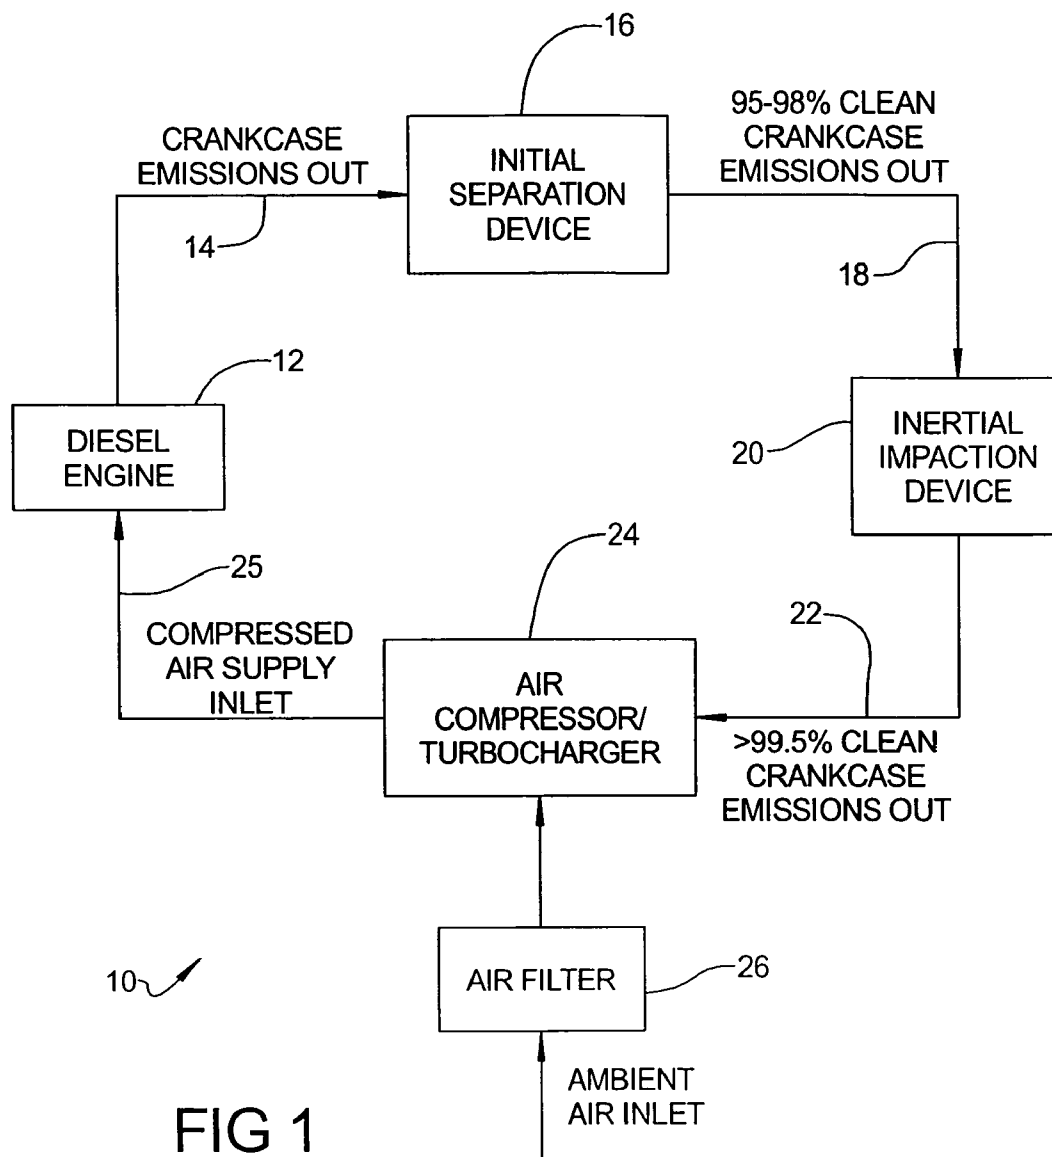 16
95-98% CLEAN
CRANKCASE
EMISSIONS OUT
CRANKCASE
EMISSIONS OUT
INITIAL
SEPARATION
DEVICE
14
18
12
DIESEL
ENGINE
20
INERTIAL
IMPACTION
DEVICE
24
25
22
COMPRESSED
AIR SUPPLY
INLET
AIR
COMPRESSOR/
TURBOCHARGER
>99.5% CLEAN
CRANKCASE
EMISSIONS OUT
10
AIR FILTER
26
AMBIENT
AIR INLET
FIG 1